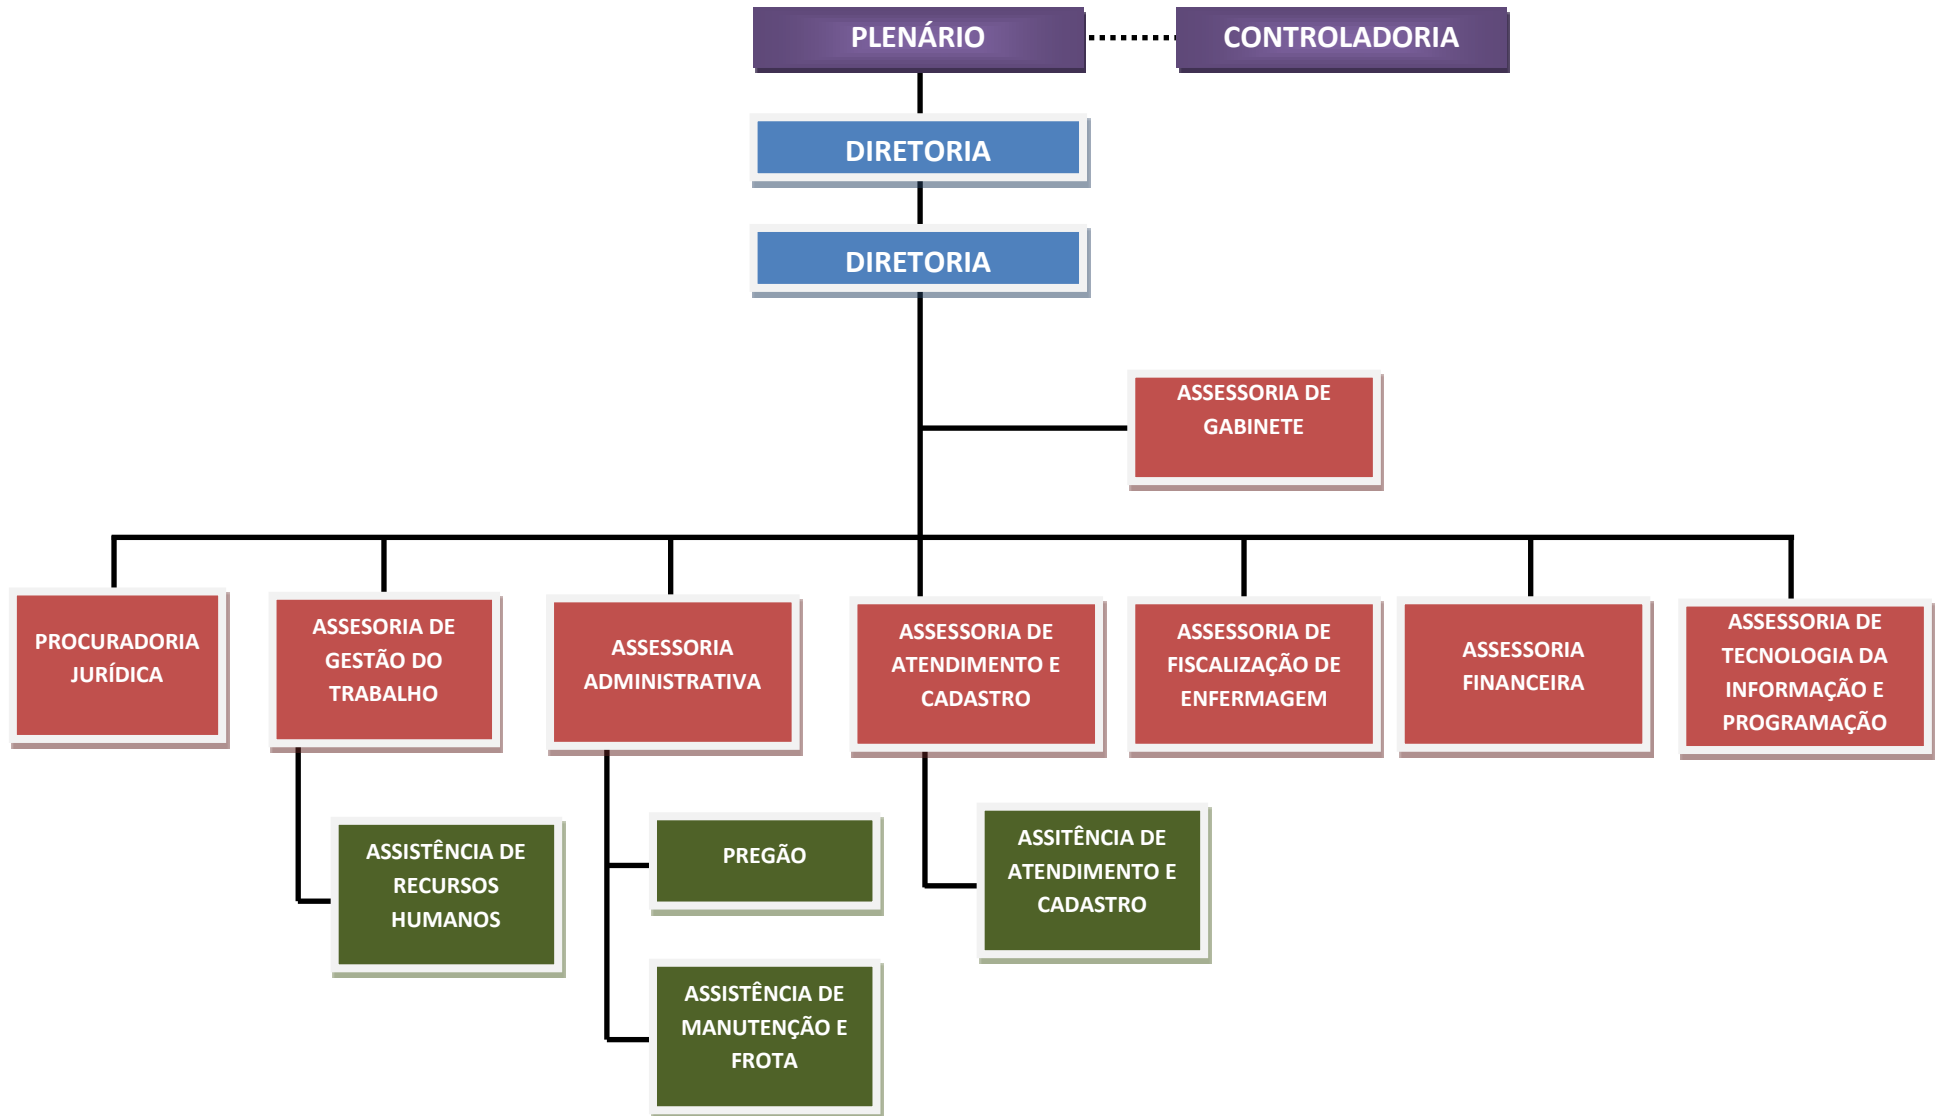 PLENÁRIO
CONTROLADORIA
DIRETORIA
DIRETORIA
ASSESSORIA DE
GABINETE
PROCURADORIA
JURÍDICA
ASSESORIA DE
GESTÃO DO
TRABALHO
ASSESSORIA
ADMINISTRATIVA
ASSESSORIA DE
ATENDIMENTO E
CADASTRO
ASSESSORIA DE
FISCALIZAÇÃO DE
ENFERMAGEM
ASSESSORIA
FINANCEIRA
ASSESSORIA DE
TECNOLOGIA DA
INFORMAÇÃO E
PROGRAMAÇÃO
ASSISTÊNCIA DE
RECURSOS
HUMANOS
PREGÃO
ASSISTÊNCIA DE
MANUTENÇÃO E
FROTA
ASSITÊNCIA DE
ATENDIMENTO E
CADASTRO